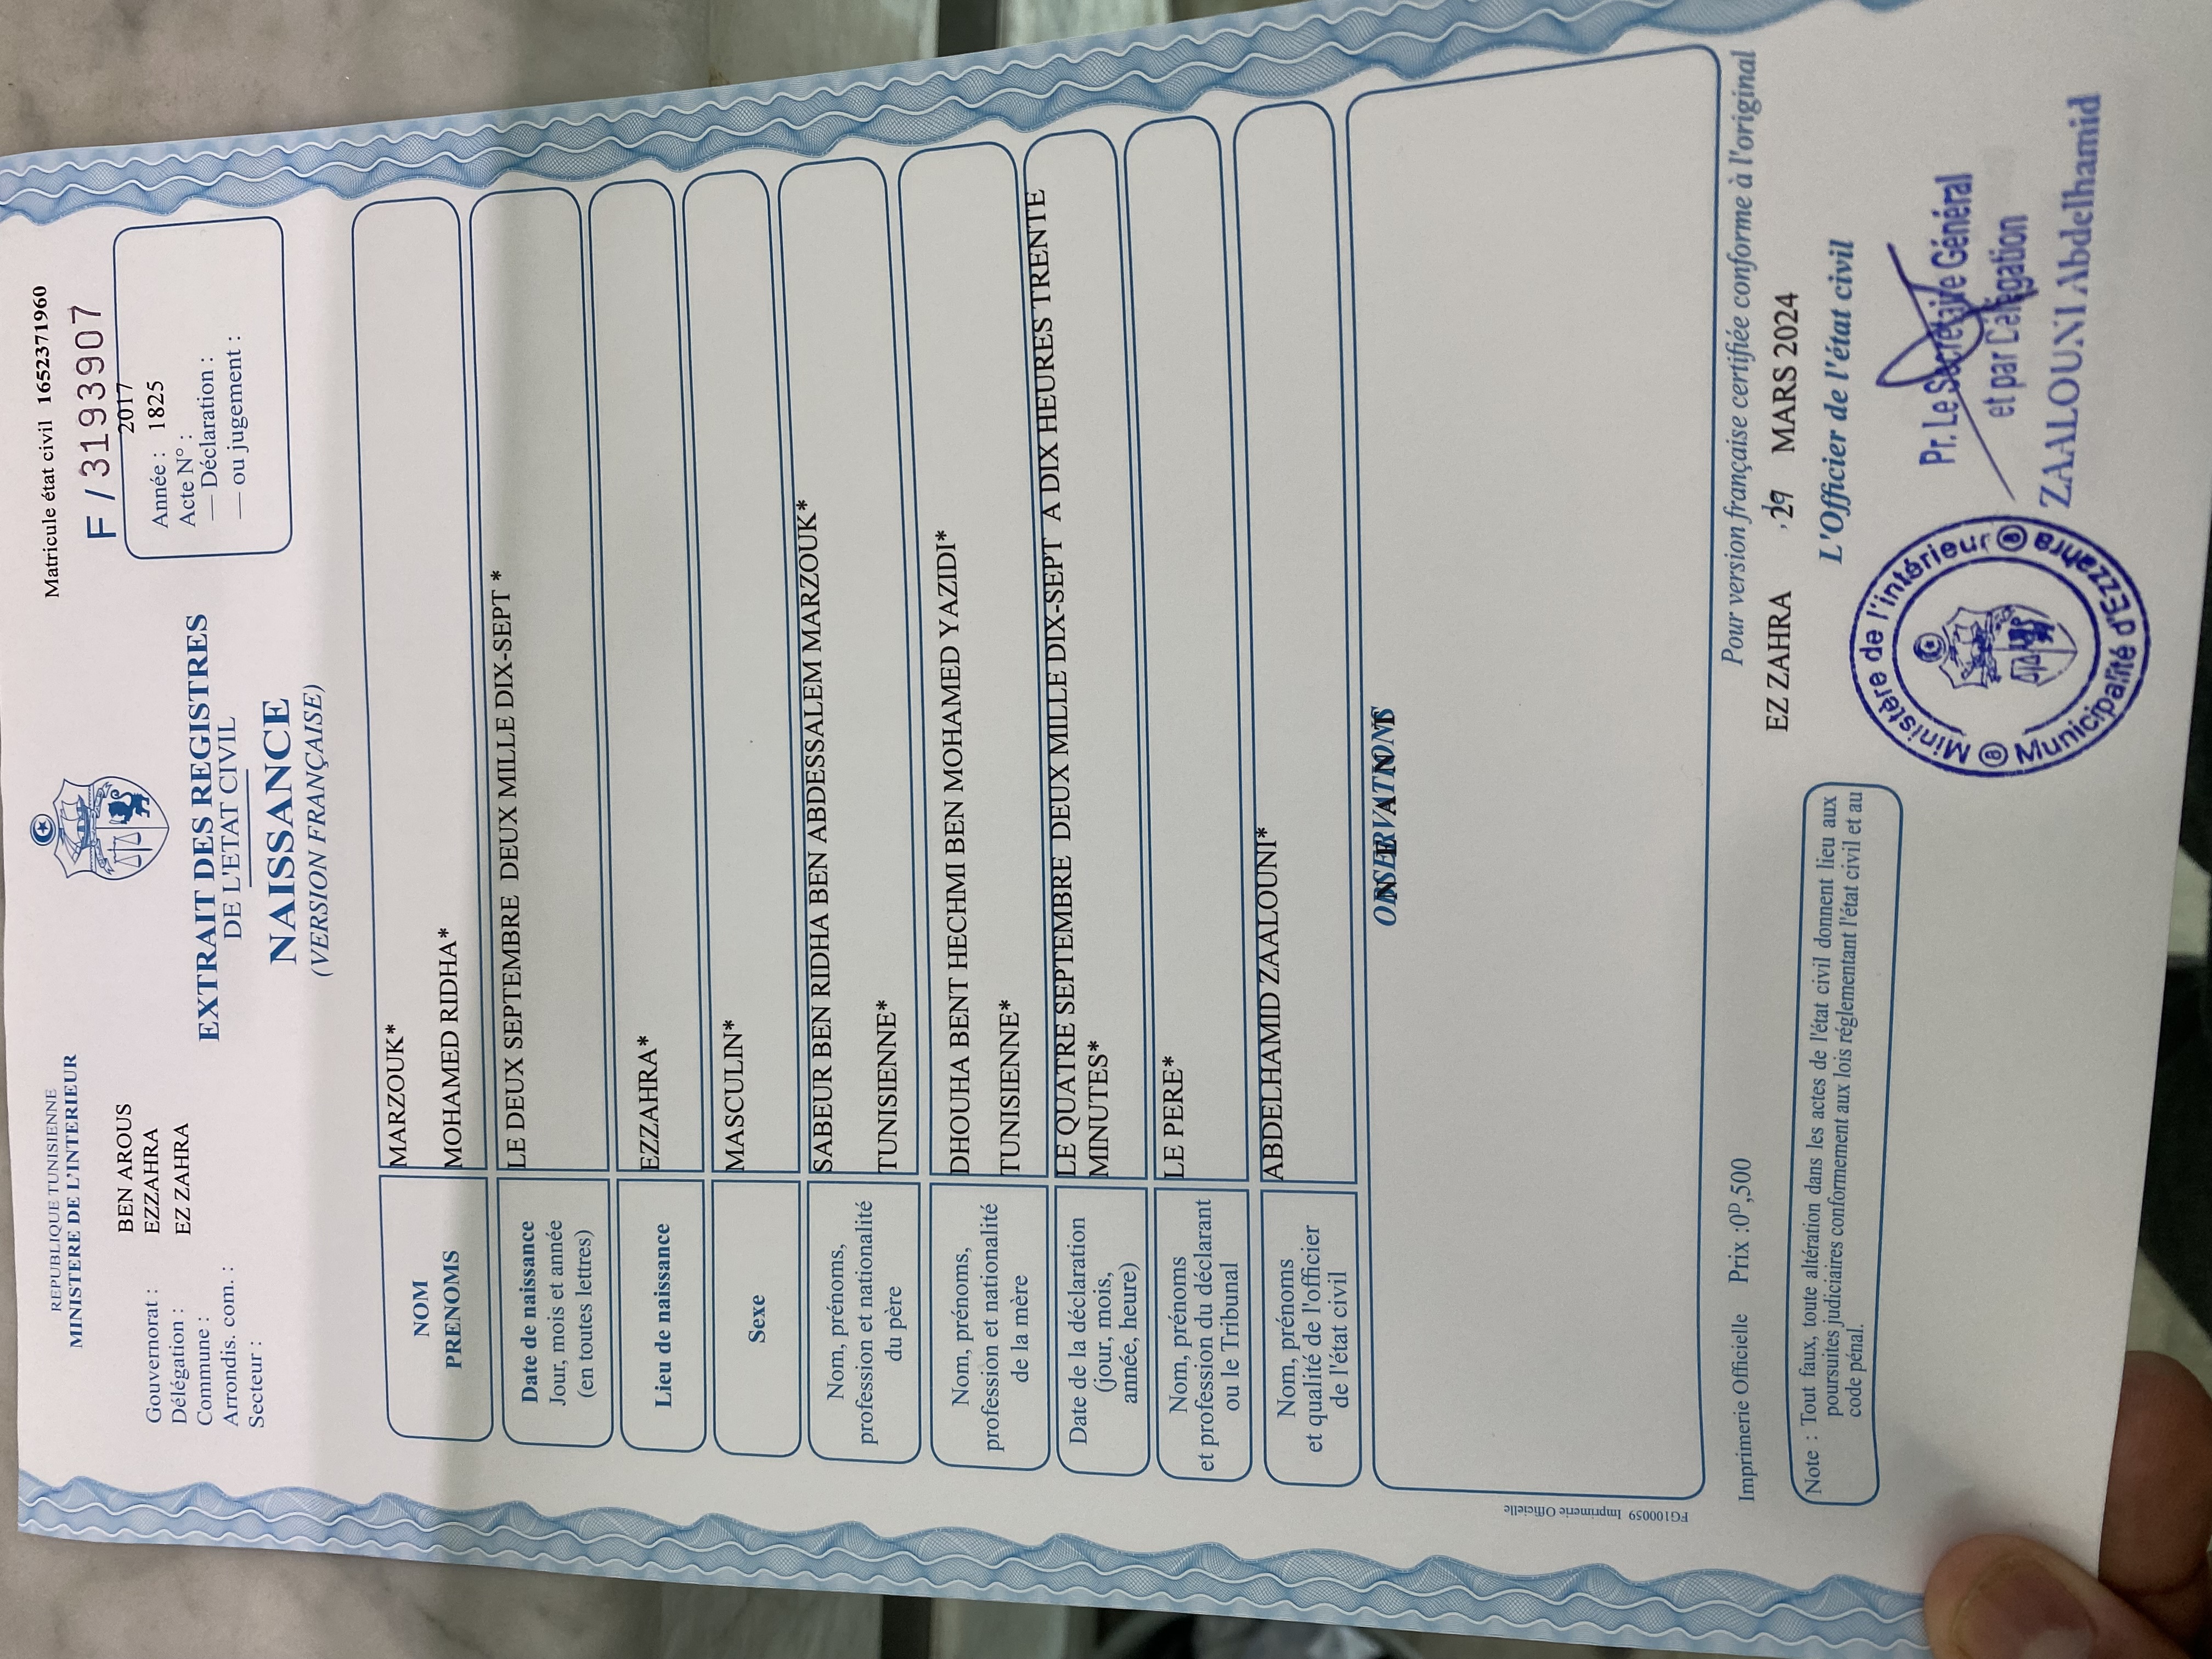 REPUBLIQUE TUNISIENNE
MINISTERE DE L'INTERIEUR
Matricule état civil 1652371960
F / 3193907
2017
Année :
Acte N° : 1825
— Déclaration :
— ou jugement :
Gouvernorat : BEN AROUS
Délégation : EZZAHRA
Commune : EZ ZAHRA
Arrondis. com. :
Secteur :
EXTRAIT DES REGISTRES
DE L'ETAT CIVIL
NAISSANCE
(VERSION FRANÇAISE)
NOM MARZOUK*
PRENOMS MOHAMED RIDHA*
Date de naissance
Jour, mois et année
(en toutes lettres)
LE DEUX SEPTEMBRE DEUX MILLE DIX-SEPT *
Lieu de naissance EZZAHRA*
Sexe MASCULIN*
Nom, prénoms,
profession et nationalité
du père
SABEUR BEN RIDHA BEN ABDESSALEM MARZOUK*
TUNISIENNE*
Nom, prénoms,
profession et nationalité
de la mère
DHOUHA BENT HECHMI BEN MOHAMED YAZIDI*
TUNISIENNE*
Date de la déclaration
(jour, mois,
année, heure)
LE QUATRE SEPTEMBRE DEUX MILLE DIX-SEPT A DIX HEURES TRENTE
MINUTES*
Nom, prénoms
et profession du déclarant
ou le Tribunal
LE PERE*
Nom, prénoms
et qualité de l'officier
de l'état civil
ABDELHAMID ZAALOUNI*
OBSERVATIONS
NEANT
FG100059 Imprimerie Officielle
Imprimerie Officielle Prix :0D,500
Pour version française certifiée conforme à l'original
EZ ZAHRA , 29 MARS 2024
L'Officier de l'état civil
Note : Tout faux, toute altération dans les actes de l'état civil donnent lieu aux
poursuites judiciaires conformement aux lois réglementant l'état civil et au
code pénal.
Ministère de l'intérieur
Municipalité d'Ezzahra
Pr. Le Secrétaire Général
et par Délégation
ZAALOUNI Abdelhamid